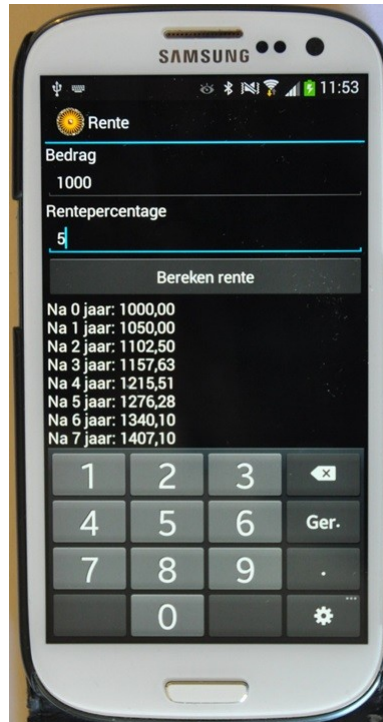 SAMSUNG
11:53
Rente
Bedrag
1000
Rentepercentage
5
Bereken rente
Na 0 jaar: 1000,00
Na 1 jaar: 1050,00
Na 2 jaar: 1102,50
Na 3 jaar: 1157,63
Na 4 jaar: 1215,51
Na 5 jaar: 1276,28
Na 6 jaar: 1340,10
Na 7 jaar: 1407,10
1 2 3
4 5 6 Ger.
7 8 9 .
0